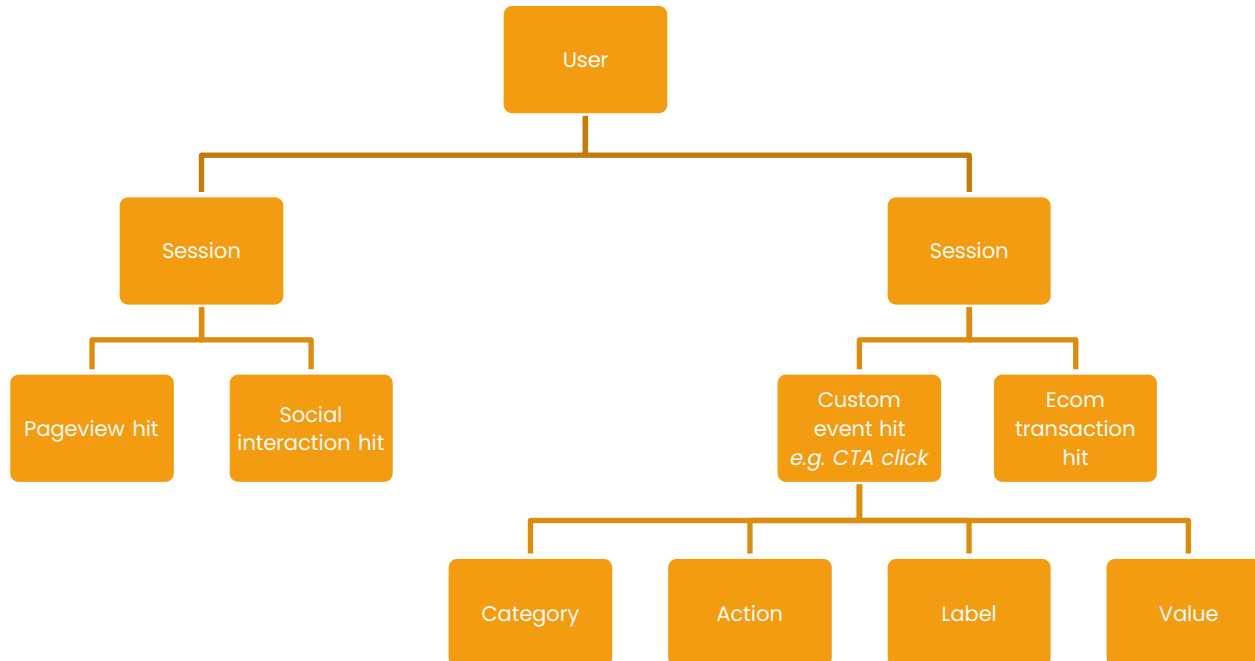 User
Session
Session
Pageview hit
Social
interaction hit
Custom
event hit
e.g. CTA click
Ecom
transaction
hit
Category
Action
Label
Value